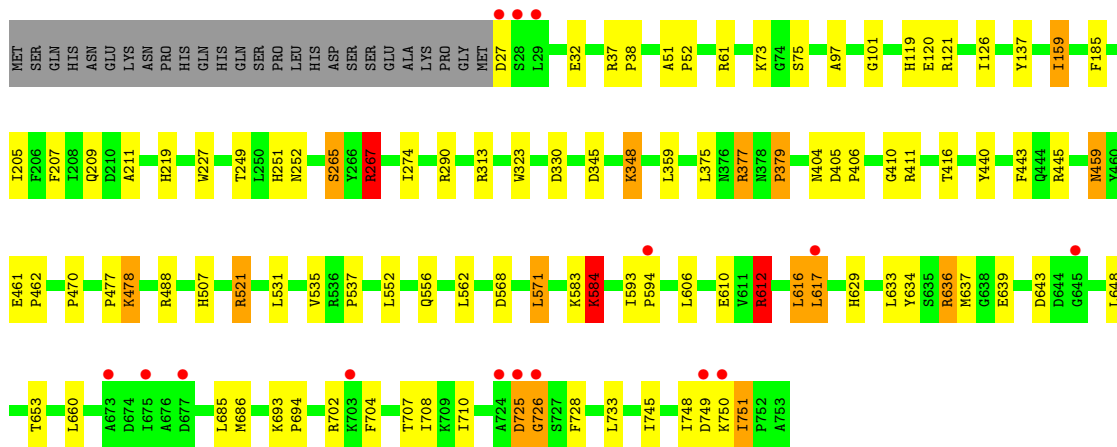 MET SER GLN HIS ASN GLU LYS ASN PRO HIS GLN HIS GLN SER PRO LEU HIS ASP SER SER GLU ALA LYS PRO GLY MET D27 S28 L29 E32 R37 P38 A51 P52 R61 K73 G74 S75 A97 G101 H119 E120 R121 I126 Y137 I159 F185
I205 F206 F207 I208 Q209 D210 A211 H219 W227 T249 L250 H251 N252 S265 Y266 R267 I274 R290 R313 W323 D330 D345 K348 L359 L375 N376 R377 N378 P379 N404 D405 P406 G410 R411 T416 Y440 F443 Q444 R445 N459 Y460
E461 P462 P470 P477 K478 R488 H507 R521 L531 V535 R536 P537 L552 Q556 L562 D568 L571 K583 K584 I593 P594 L606 E610 V611 R612 L616 L617 H629 L633 Y634 S635 R636 M637 G638 E639 D643 D644 G645 L648
T653 L660 A673 D674 I675 A676 D677 L685 M686 K693 P694 R702 K703 F704 T707 I708 K709 I710 A724 D725 G726 S727 F728 L733 I745 I748 D749 K750 I751 P752 A753